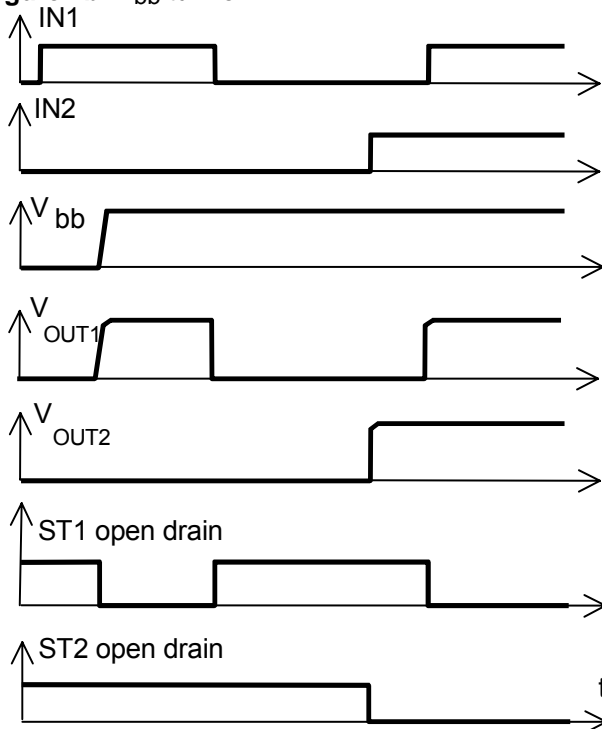 IN1
IN2
V bb
V OUT1
V OUT2
ST1 open drain
ST2 open drain
t